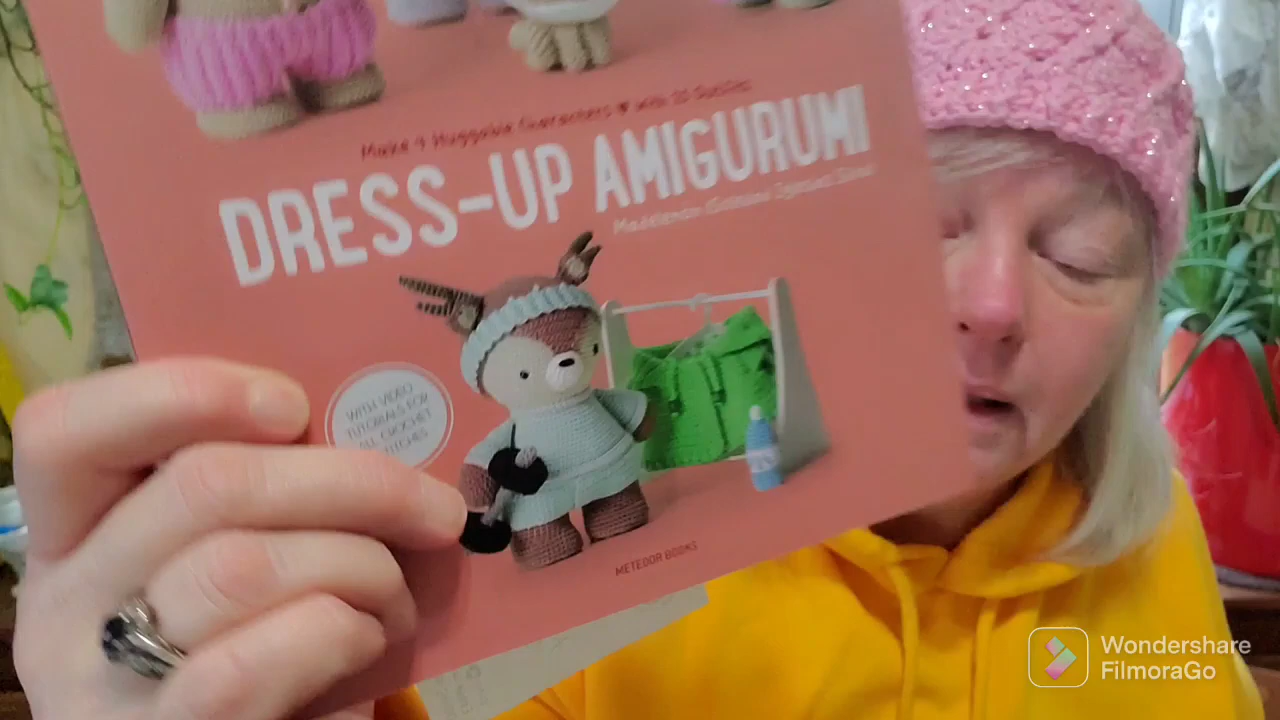 Make 4 Huggable Characters ♥ with 20 Outfits
DRESS-UP AMIGURUMI
WITH VIDEO
TUTORIALS FOR
ALL CROCHET
STITCHES
METEOR BOOKS
Wondershare
FilmoraGo